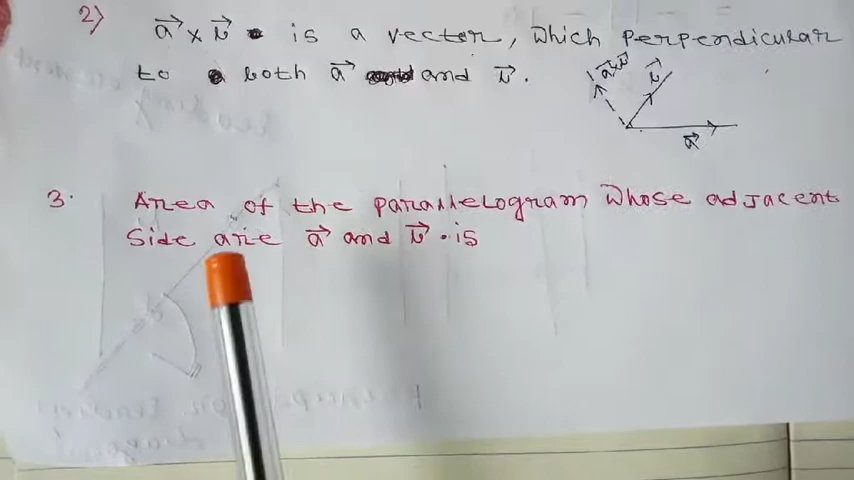 2) a⃗ × b⃗ is a vector, which perpendicular
to both a⃗ and b⃗.
a⃗×b⃗ b⃗
a⃗
3. Area of the parallelogram whose adjacent
side are a⃗ and b⃗ . is